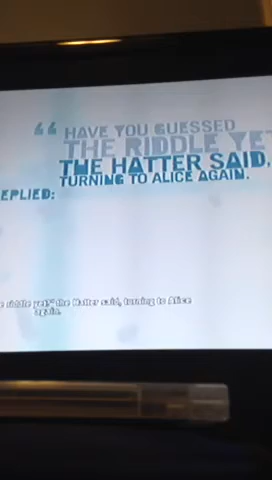 “ HAVE YOU GUESSED
THE RIDDLE YE
THE HATTER SAID,
TURNING TO ALICE AGAIN.
EPLIED:
e riddle yet?" the Hatter said, turning to Alice
again.